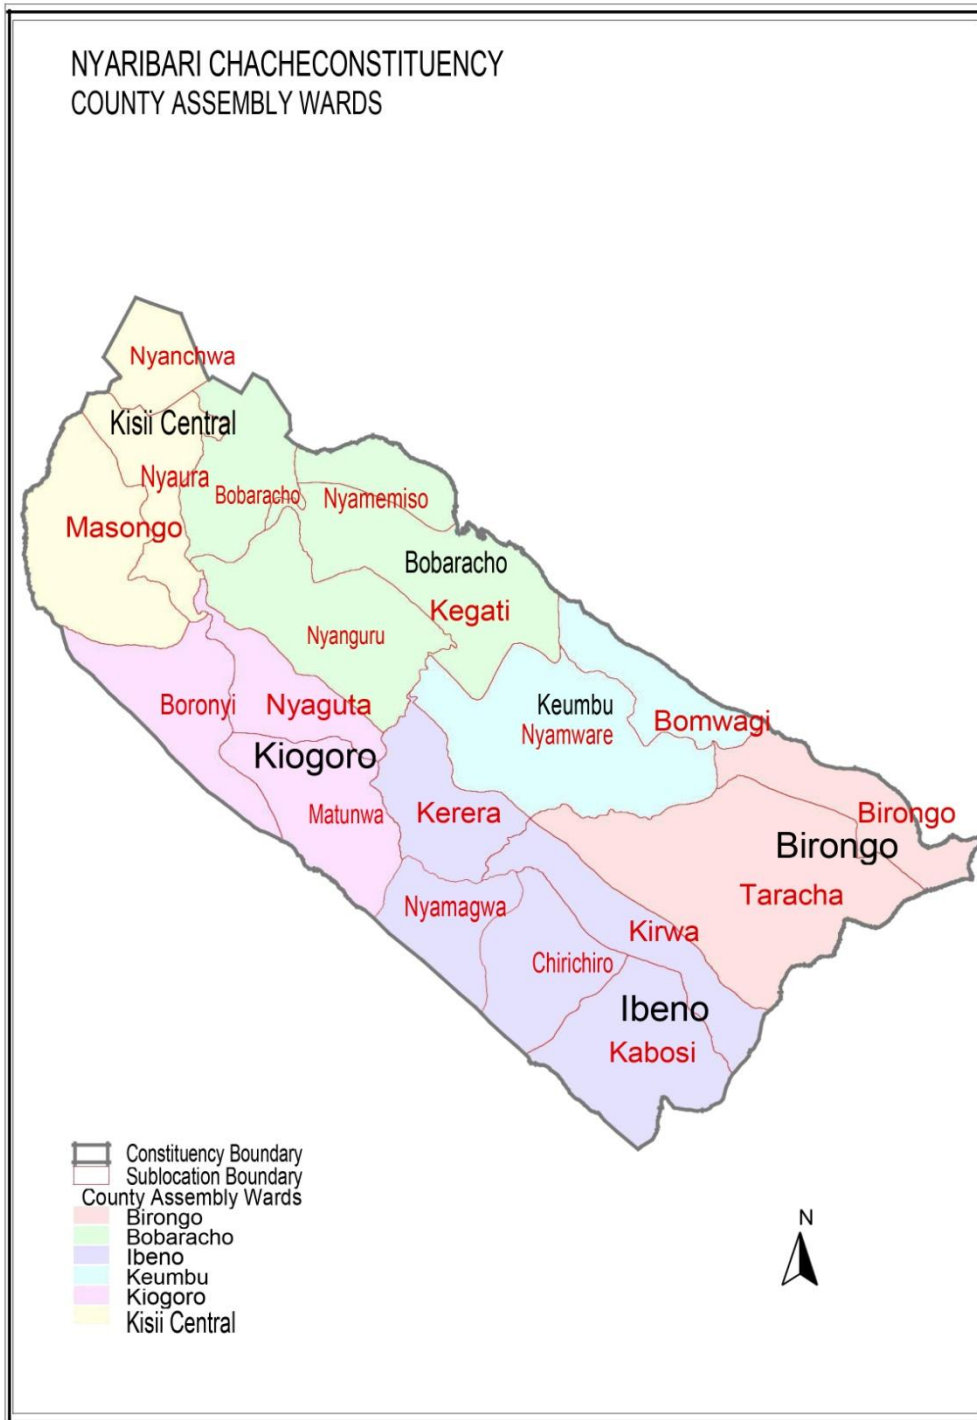 NYARIBARI CHACHECONSTITUENCY
COUNTY ASSEMBLY WARDS
Nyanchwa
Kisii Central
Nyaura
Bobaracho
Nyamemiso
Masongo
Bobaracho
Kegati
Nyanguru
Boronyi
Nyaguta
Keumbu
Bomwagi
Nyamware
Kiogoro
Matunwa
Kerera
Birongo
Birongo
Taracha
Nyamagwa
Kirwa
Chirichiro
Ibeno
Kabosi
Constituency Boundary
Sublocation Boundary
County Assembly Wards
Birongo
Bobaracho
Ibeno
Keumbu
Kiogoro
Kisii Central
N